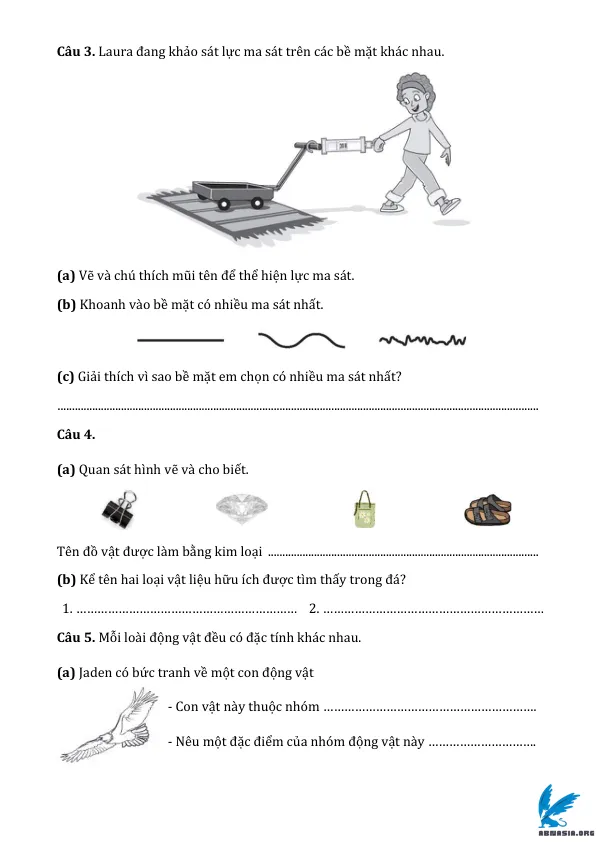 Câu 3. Laura đang khảo sát lực ma sát trên các bề mặt khác nhau.
(a) Vẽ và chú thích mũi tên để thể hiện lực ma sát.
(b) Khoanh vào bề mặt có nhiều ma sát nhất.
(c) Giải thích vì sao bề mặt em chọn có nhiều ma sát nhất?
................................................................................................................................................................
Câu 4.
(a) Quan sát hình vẽ và cho biết.
Tên đồ vật được làm bằng kim loại ..............................................................................................
(b) Kể tên hai loại vật liệu hữu ích được tìm thấy trong đá?
1. ……………………………………………………… 2. ………………………………………………………
Câu 5. Mỗi loài động vật đều có đặc tính khác nhau.
(a) Jaden có bức tranh về một con động vật
- Con vật này thuộc nhóm …………………………………………………….
- Nêu một đặc điểm của nhóm động vật này ………………………….
ABMASIA.ORG